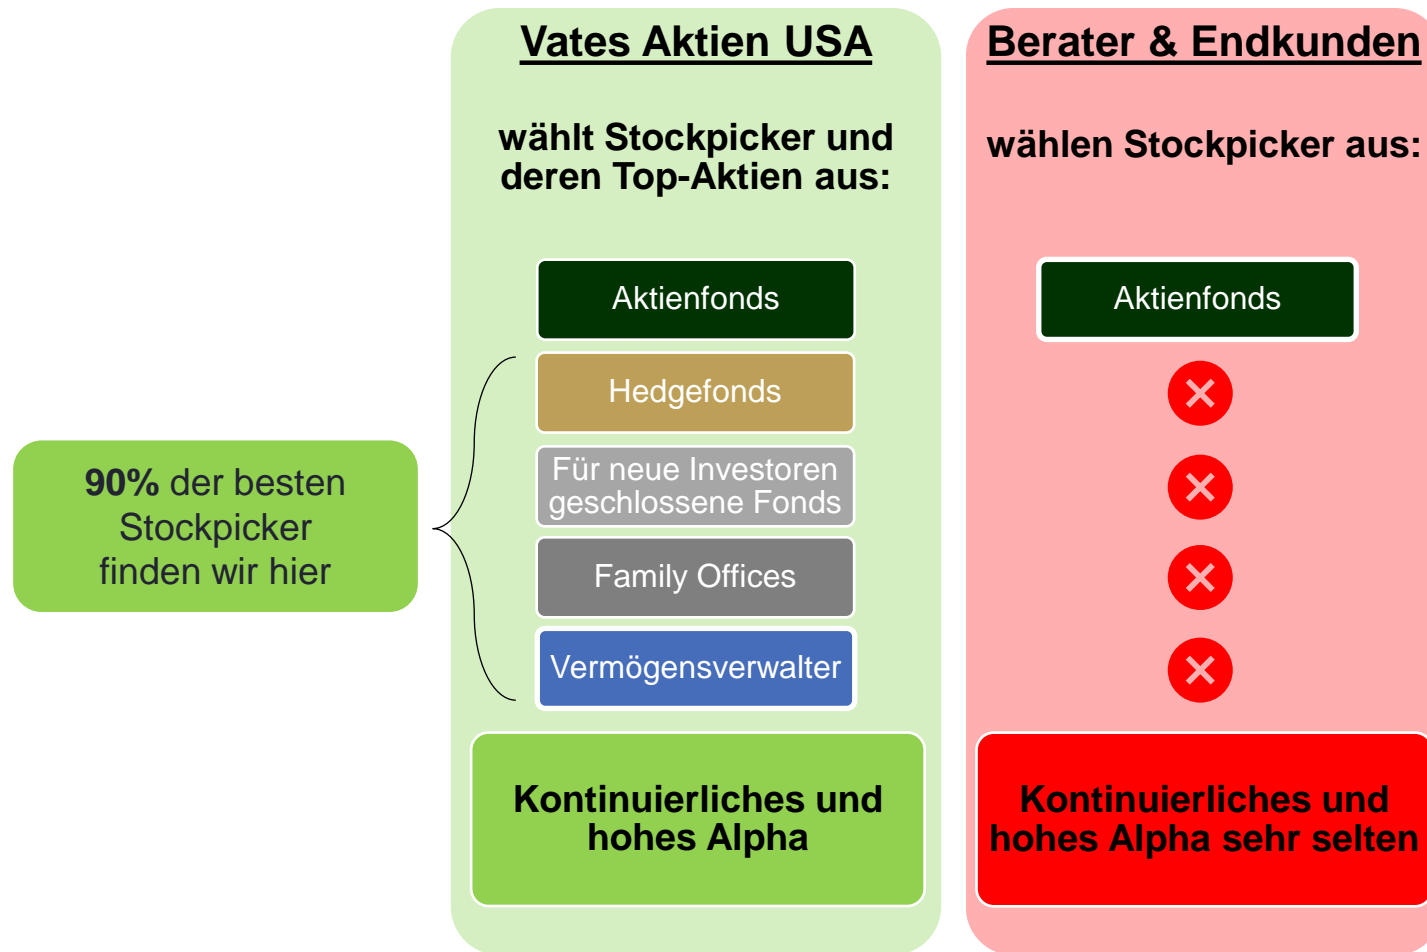 Vates Aktien USA
wählt Stockpicker und
deren Top-Aktien aus:
Aktienfonds
Hedgefonds
Für neue Investoren
geschlossene Fonds
Family Offices
Vermögensverwalter
Kontinuierliches und
hohes Alpha
90% der besten
Stockpicker
finden wir hier
Berater & Endkunden
wählen Stockpicker aus:
Aktienfonds
Kontinuierliches und
hohes Alpha sehr selten